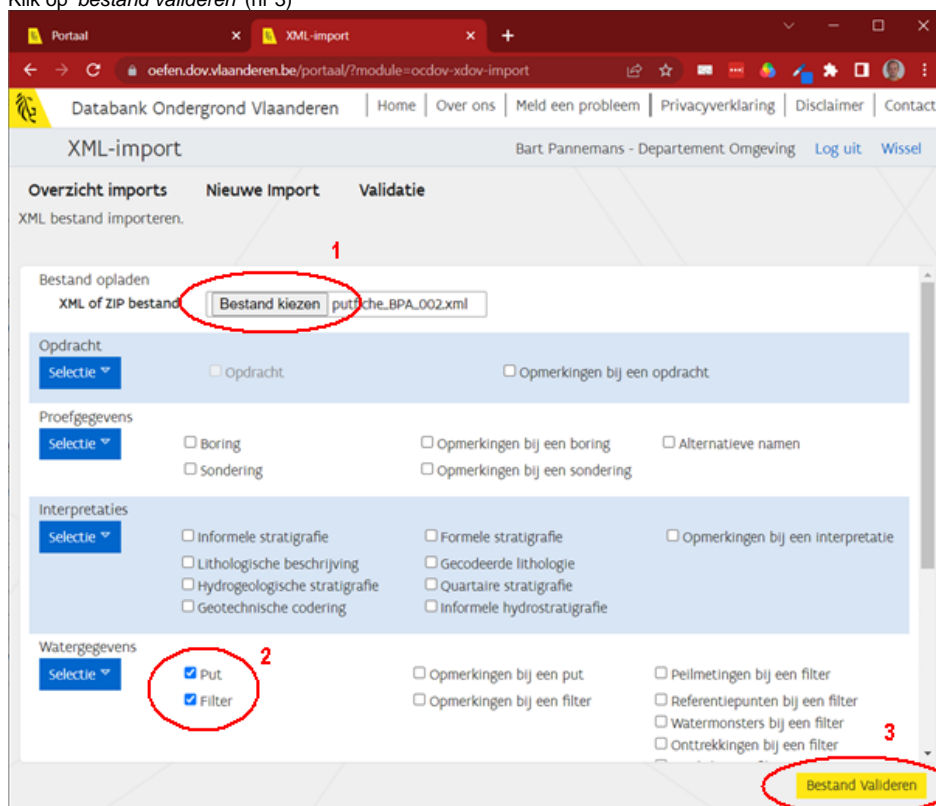 Klik op 'bestand valideren' (nr 3)
Portaal
XML-import
oefen.dov.vlaanderen.be/portaal/?module=ocdov-xdov-import
Databank Ondergrond Vlaanderen | Home | Over ons | Meld een probleem | Privacyverklaring | Disclaimer | Contact
XML-import Bart Pannemans - Departement Omgeving Log uit Wissel
Overzicht imports Nieuwe Import Validatie
XML bestand importeren.
1
Bestand opladen
XML of ZIP bestand Bestand kiezen putfiche_BPA_002.xml
Opdracht
Selectie Opdracht Opmerkingen bij een opdracht
Proefgegevens
Selectie Boring Opmerkingen bij een boring Alternatieve namen
Sondering Opmerkingen bij een sondering
Interpretaties
Selectie Informele stratigrafie Formele stratigrafie Opmerkingen bij een interpretatie
Lithologische beschrijving Gecodeerde lithologie
Hydrogeologische stratigrafie Quartaire stratigrafie
Geotechnische codering Informele hydrostratigrafie
Watergegevens
2
Selectie Put Opmerkingen bij een put Peilmetingen bij een filter
Filter Opmerkingen bij een filter Referentiepunten bij een filter
Watermonsters bij een filter
Onttrekkingen bij een filter
3
Bestand Valideren